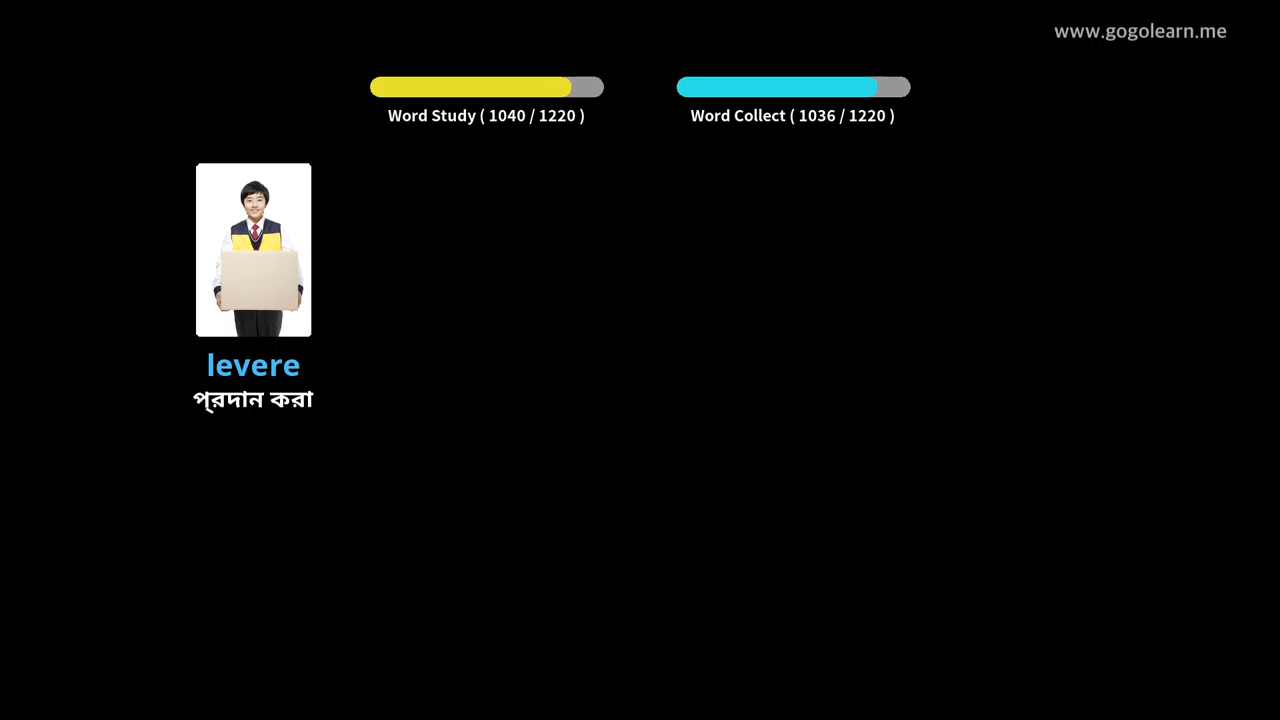 www.gogolearn.me
Word Study ( 1040 / 1220 )
Word Collect ( 1036 / 1220 )
levere
প্রদান করা